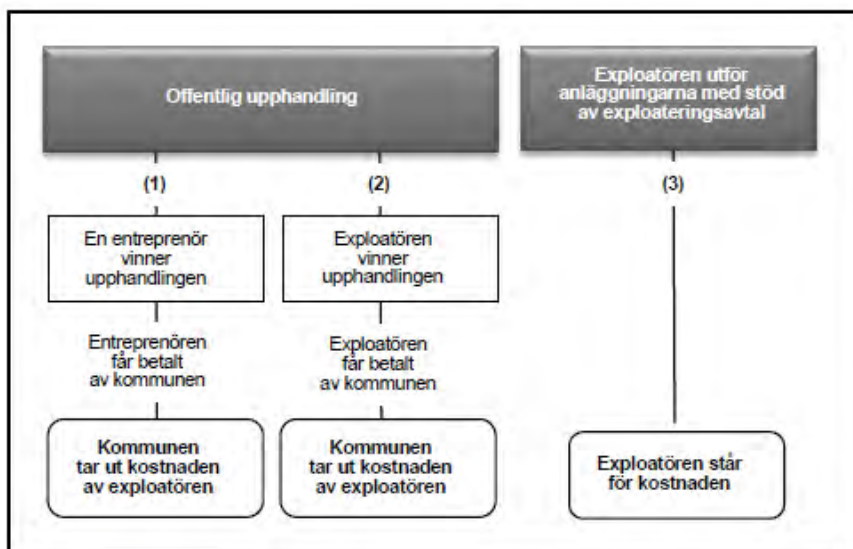 Offentlig upphandling
Exploatören utför
anläggningarna med stöd
av exploateringsavtal
(1)
(2)
(3)
En entreprenör
vinner
upphandlingen
Exploatören
vinner
upphandlingen
Entreprenören
får betalt
av kommunen
Exploatören
får betalt
av kommunen
Kommunen
tar ut kostnaden
av exploatören
Kommunen
tar ut kostnaden
av exploatören
Exploatören står
för kostnaden